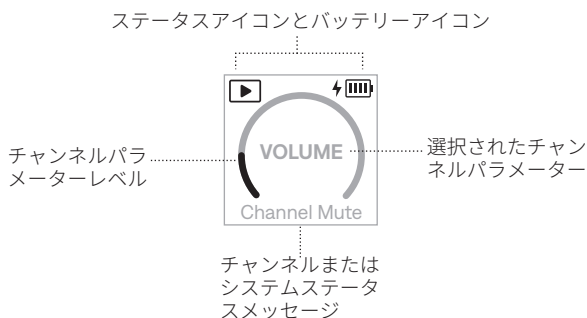 ステータスアイコンとバッテリーアイコン
VOLUME
チャンネルパラ
メーターレベル
選択されたチャン
ネルパラメーター
Channel Mute
チャンネルまたは
システムステータ
スメッセージ